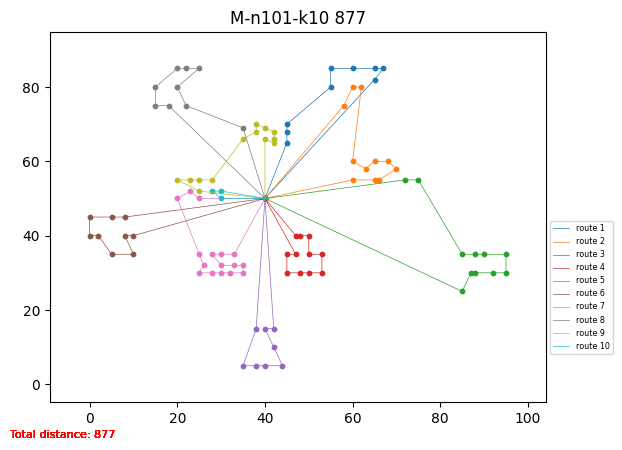 M-n101-k10 877
80
60
40
20
0
0 20 40 60 80 100
route 1
route 2
route 3
route 4
route 5
route 6
route 7
route 8
route 9
route 10
Total distance: 877